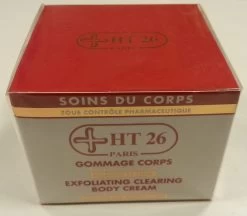 HT 26
SOINS DU CORPS
SOUS CONTRÔLE PHARMACEUTIQUE
HT 26
PARIS
GOMMAGE CORPS
EXFOLIATING CLEARING
BODY CREAM